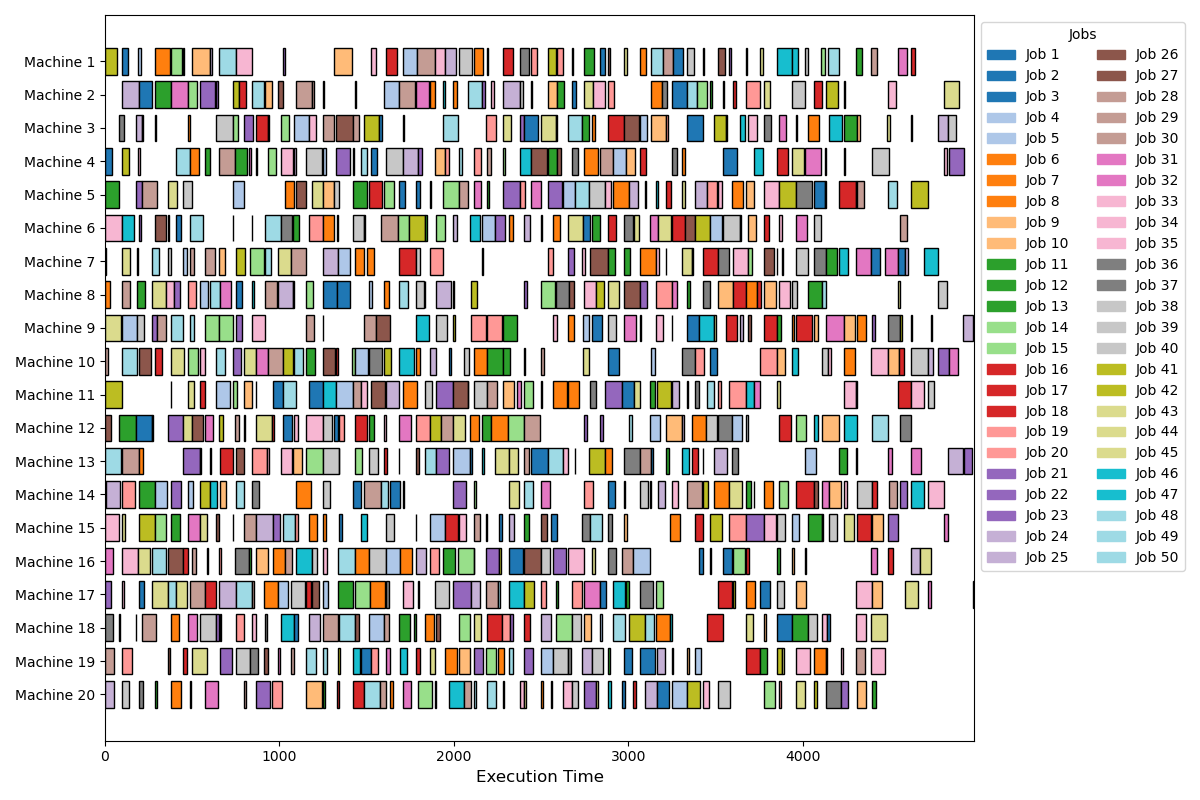 Machine 1
Machine 2
Machine 3
Machine 4
Machine 5
Machine 6
Machine 7
Machine 8
Machine 9
Machine 10
Machine 11
Machine 12
Machine 13
Machine 14
Machine 15
Machine 16
Machine 17
Machine 18
Machine 19
Machine 20
0 1000 2000 3000 4000
Execution Time
Jobs
Job 1 Job 26
Job 2 Job 27
Job 3 Job 28
Job 4 Job 29
Job 5 Job 30
Job 6 Job 31
Job 7 Job 32
Job 8 Job 33
Job 9 Job 34
Job 10 Job 35
Job 11 Job 36
Job 12 Job 37
Job 13 Job 38
Job 14 Job 39
Job 15 Job 40
Job 16 Job 41
Job 17 Job 42
Job 18 Job 43
Job 19 Job 44
Job 20 Job 45
Job 21 Job 46
Job 22 Job 47
Job 23 Job 48
Job 24 Job 49
Job 25 Job 50